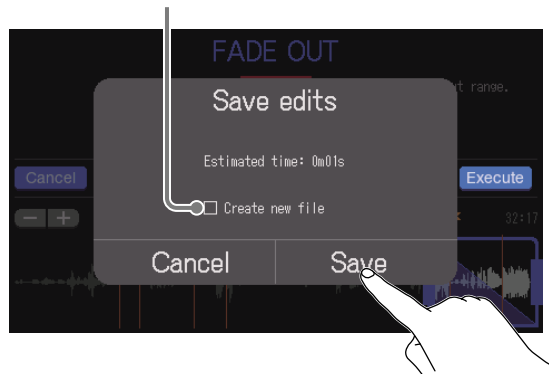 FADE OUT
t range.
Save edits
Estimated time: 0m01s
Cancel
Execute
Create new file
− +
32:17
Cancel
Save